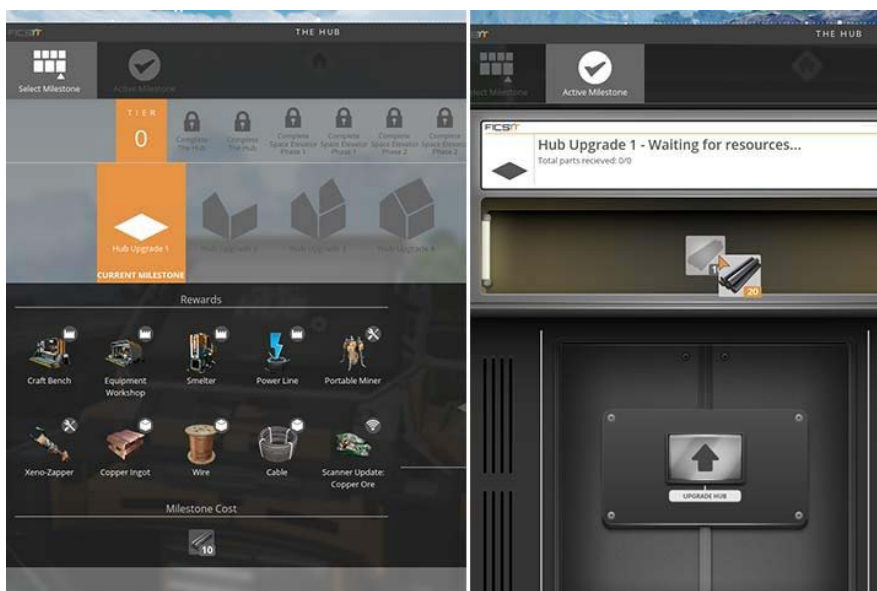 FICSIT
THE HUB
Select Milestone
Active Milestone
TIER
0
Complete
The Hub
Complete
The Hub
Complete
Space Elevator
Phase 1
Complete
Space Elevator
Phase 1
Complete
Space Elevator
Phase 2
Complete
Space Elevator
Phase 2
Hub Upgrade 1
Hub Upgrade 2
Hub Upgrade 3
Hub Upgrade 4
CURRENT MILESTONE
Rewards
Craft Bench
Equipment
Workshop
Smelter
Power Line
Portable Miner
Xeno-Zapper
Copper Ingot
Wire
Cable
Scanner Update:
Copper Ore
Milestone Cost
10
THE HUB
Select Milestone
Active Milestone
FICSIT
Hub Upgrade 1 - Waiting for resources...
Total parts recieved: 0/0
20
UPGRADE HUB